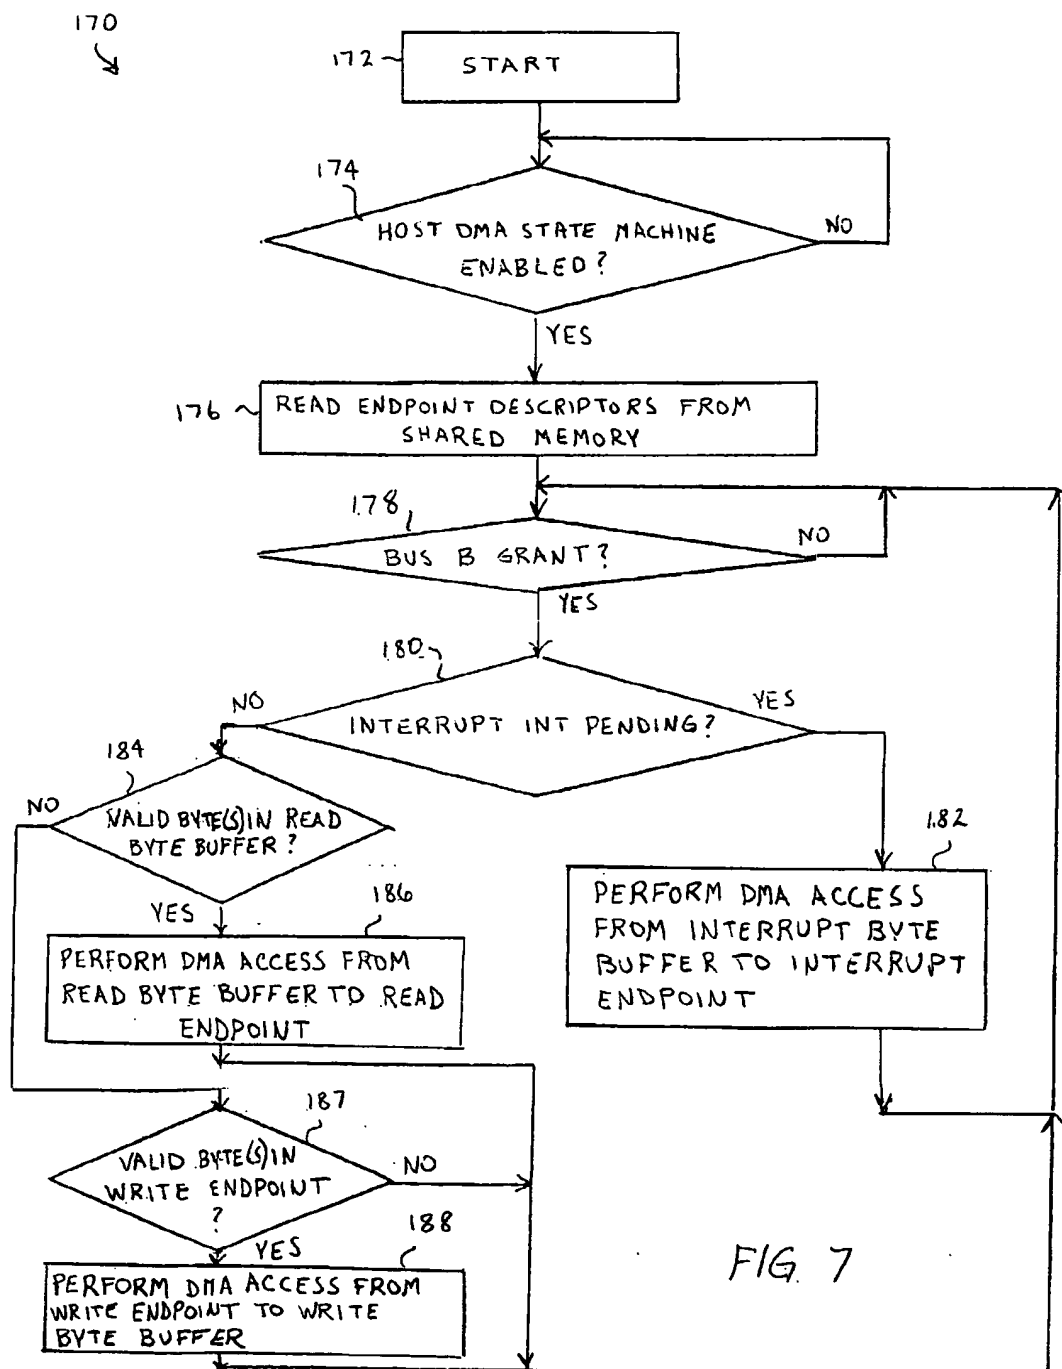 170
172
START
174
HOST DMA STATE MACHINE
ENABLED?
NO
YES
176
READ ENDPOINT DESCRIPTORS FROM
SHARED MEMORY
178
BUS B GRANT?
NO
YES
180
INTERRUPT INT PENDING?
NO
YES
184
VALID BYTE(S) IN READ
BYTE BUFFER?
NO
YES
182
PERFORM DMA ACCESS
FROM INTERRUPT BYTE
BUFFER TO INTERRUPT
ENDPOINT
186
PERFORM DMA ACCESS FROM
READ BYTE BUFFER TO READ
ENDPOINT
187
VALID BYTE(S) IN
WRITE ENDPOINT
?
NO
YES
188
PERFORM DMA ACCESS FROM
WRITE ENDPOINT TO WRITE
BYTE BUFFER
FIG. 7